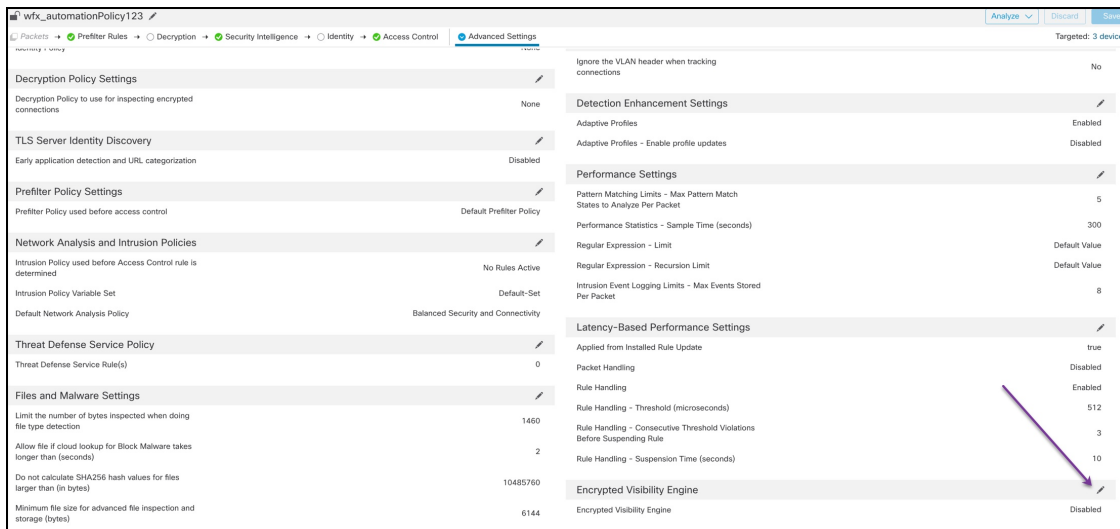 wfx_automationPolicy123
Analyze
Discard
Save
Packets → Prefilter Rules → Decryption → Security Intelligence → Identity → Access Control
Advanced Settings
Targeted: 3 device
Identity Policy
None
Decryption Policy Settings
Decryption Policy to use for inspecting encrypted
connections
None
TLS Server Identity Discovery
Early application detection and URL categorization
Disabled
Prefilter Policy Settings
Prefilter Policy used before access control
Default Prefilter Policy
Network Analysis and Intrusion Policies
Intrusion Policy used before Access Control rule is
determined
No Rules Active
Intrusion Policy Variable Set
Default-Set
Default Network Analysis Policy
Balanced Security and Connectivity
Threat Defense Service Policy
Threat Defense Service Rule(s)
0
Files and Malware Settings
Limit the number of bytes inspected when doing
file type detection
1460
Allow file if cloud lookup for Block Malware takes
longer than (seconds)
2
Do not calculate SHA256 hash values for files
larger than (in bytes)
10485760
Minimum file size for advanced file inspection and
storage (bytes)
6144
Ignore the VLAN header when tracking
connections
No
Detection Enhancement Settings
Adaptive Profiles
Enabled
Adaptive Profiles - Enable profile updates
Disabled
Performance Settings
Pattern Matching Limits - Max Pattern Match
States to Analyze Per Packet
5
Performance Statistics - Sample Time (seconds)
300
Regular Expression - Limit
Default Value
Regular Expression - Recursion Limit
Default Value
Intrusion Event Logging Limits - Max Events Stored
Per Packet
8
Latency-Based Performance Settings
Applied from Installed Rule Update
true
Packet Handling
Disabled
Rule Handling
Enabled
Rule Handling - Threshold (microseconds)
512
Rule Handling - Consecutive Threshold Violations
Before Suspending Rule
3
Rule Handling - Suspension Time (seconds)
10
Encrypted Visibility Engine
Encrypted Visibility Engine
Disabled